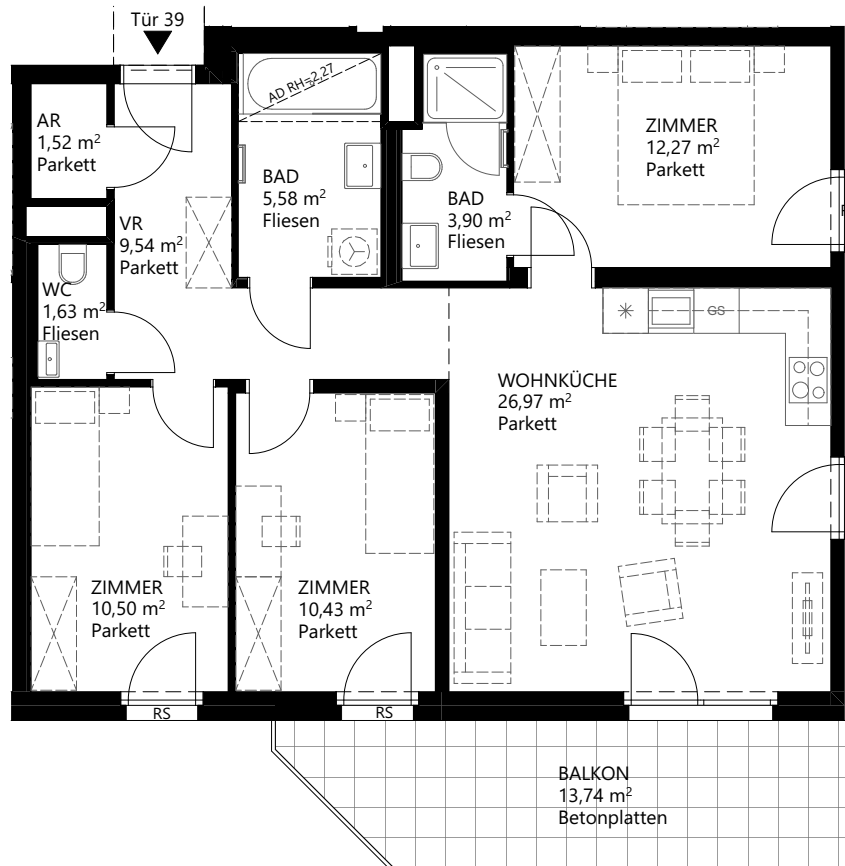 Tür 39
AR
1,52 m²
Parkett
AD RH=2,27
BAD
5,58 m²
Fliesen
ZIMMER
12,27 m²
Parkett
BAD
3,90 m²
Fliesen
VR
9,54 m²
Parkett
WC
1,63 m²
Fliesen
GS
WOHNKÜCHE
26,97 m²
Parkett
ZIMMER
10,50 m²
Parkett
ZIMMER
10,43 m²
Parkett
RS
RS
BALKON
13,74 m²
Betonplatten